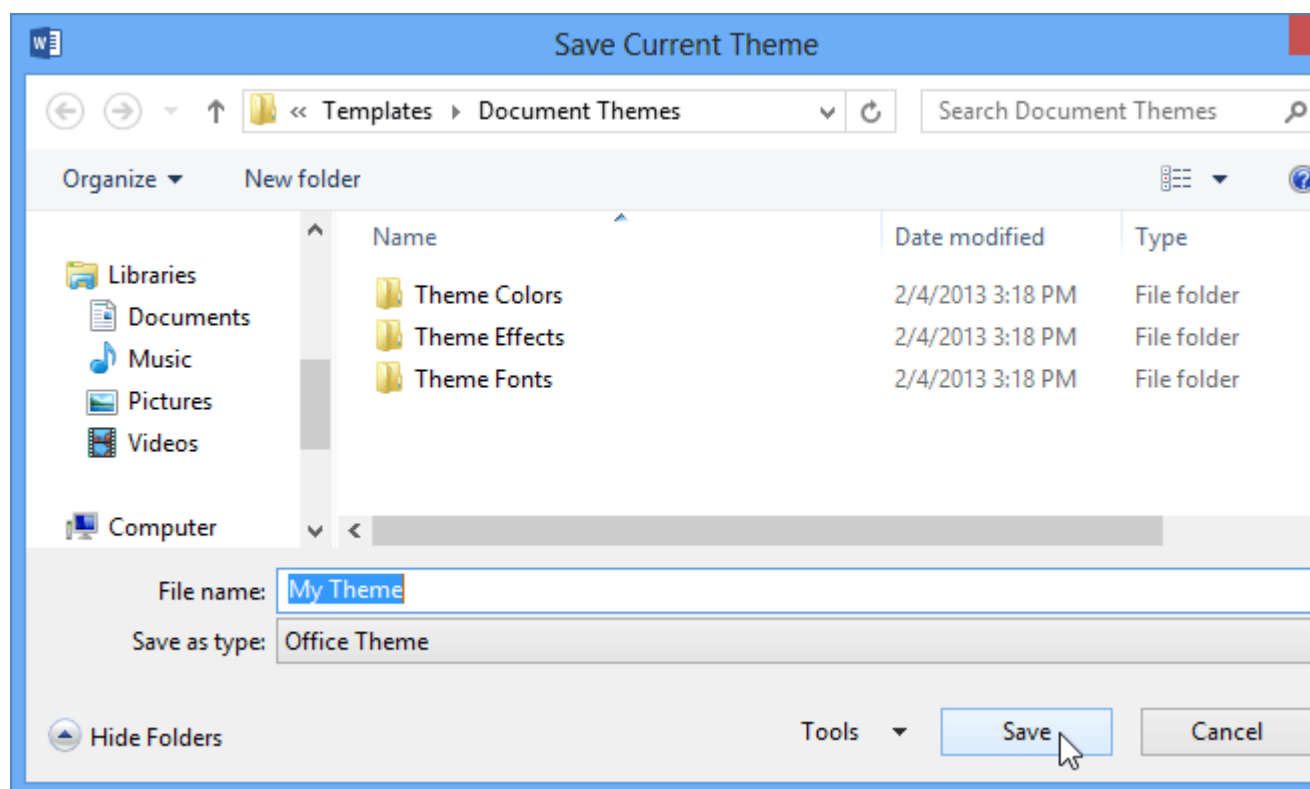 Save Current Theme
« Templates Document Themes Search Document Themes
Organize New folder
Name Date modified Type
Libraries
Documents
Music
Pictures
Videos
Computer
Theme Colors 2/4/2013 3:18 PM File folder
Theme Effects 2/4/2013 3:18 PM File folder
Theme Fonts 2/4/2013 3:18 PM File folder
File name: My Theme
Save as type: Office Theme
Hide Folders Tools Save Cancel